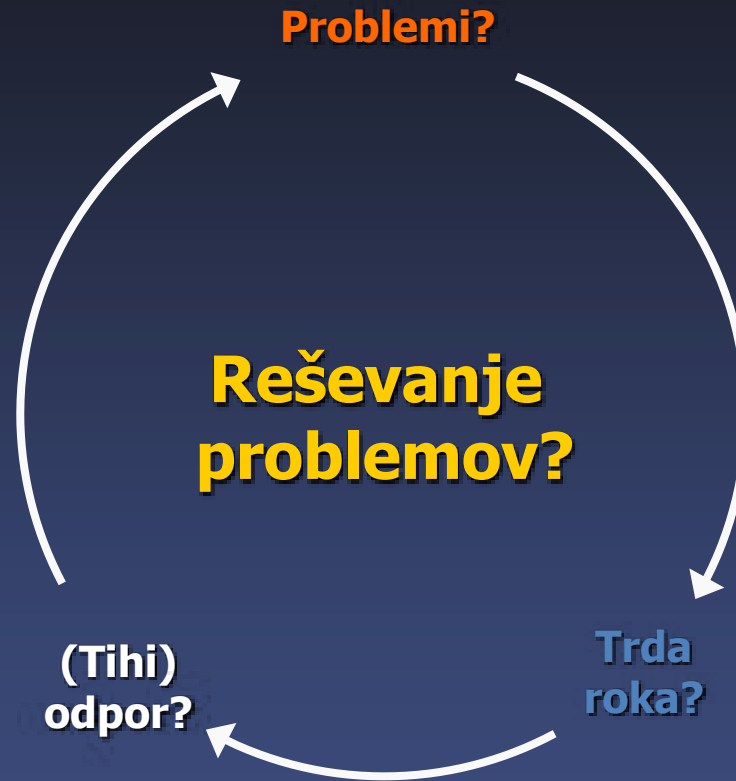 Problemi?
Reševanje
problemov?
(Tihi)
odpor?
Trda
roka?